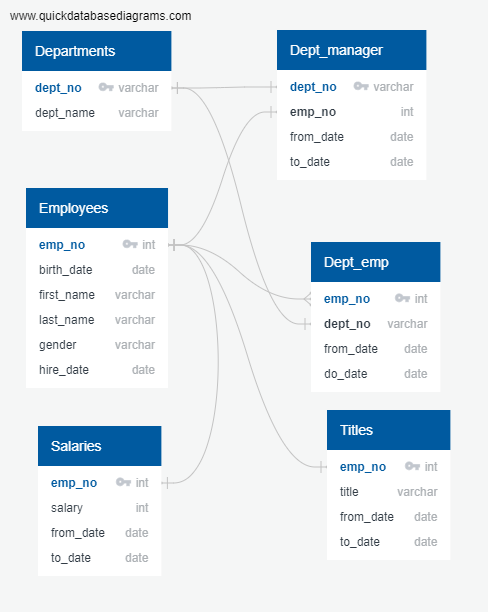 www.quickdatabasediagrams.com
Departments
dept_no varchar
dept_name varchar
Dept_manager
dept_no varchar
emp_no int
from_date date
to_date date
Employees
emp_no int
birth_date date
first_name varchar
last_name varchar
gender varchar
hire_date date
Dept_emp
emp_no int
dept_no varchar
from_date date
do_date date
Salaries
emp_no int
salary int
from_date date
to_date date
Titles
emp_no int
title varchar
from_date date
to_date date